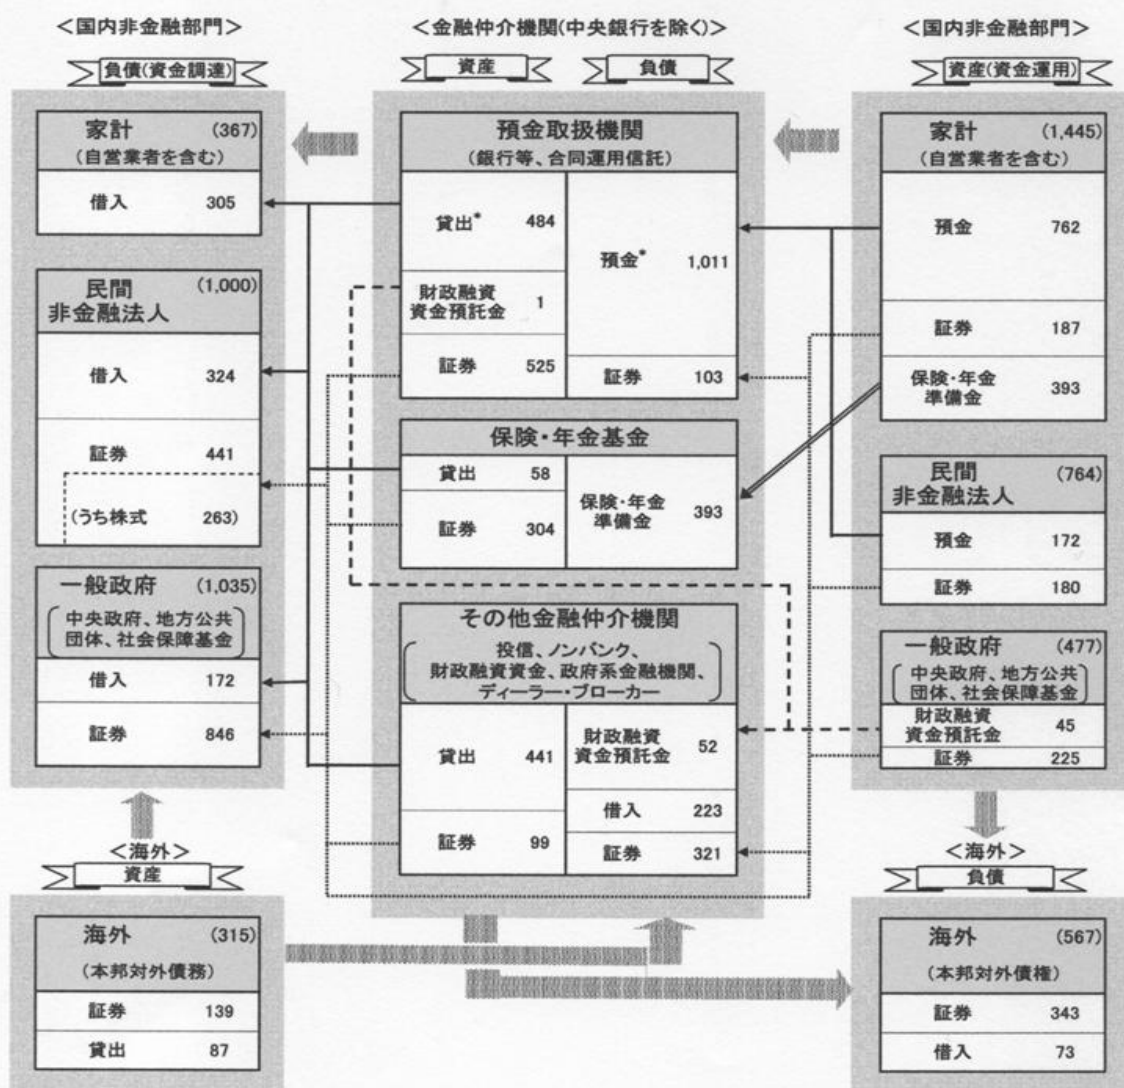 <国内非金融部門>
負債(資金調達)
家計 (367)
(自営業者を含む)
借入 305
民間 (1,000)
非金融法人
借入 324
証券 441
(うち株式 263)
一般政府 (1,035)
中央政府、地方公共
団体、社会保障基金
借入 172
証券 846
<海外>
資産
海外 (315)
(本邦対外債務)
証券 139
貸出 87
<金融仲介機関(中央銀行を除く)>
資産 負債
預金取扱機関
(銀行等、合同運用信託)
貸出* 484
財政融資
資金預託金 1
証券 525
預金* 1,011
証券 103
保険・年金基金
貸出 58
証券 304
保険・年金
準備金 393
その他金融仲介機関
投信、ノンバンク、
財政融資資金、政府系金融機関、
ディーラー・ブローカー
貸出 441
証券 99
財政融資
資金預託金 52
借入 223
証券 321
<国内非金融部門>
資産(資金運用)
家計 (1,445)
(自営業者を含む)
預金 762
証券 187
保険・年金
準備金 393
民間 (764)
非金融法人
預金 172
証券 180
一般政府 (477)
中央政府、地方公共
団体、社会保障基金
財政融資
資金預託金 45
証券 225
<海外>
負債
海外 (567)
(本邦対外債権)
証券 343
借入 73